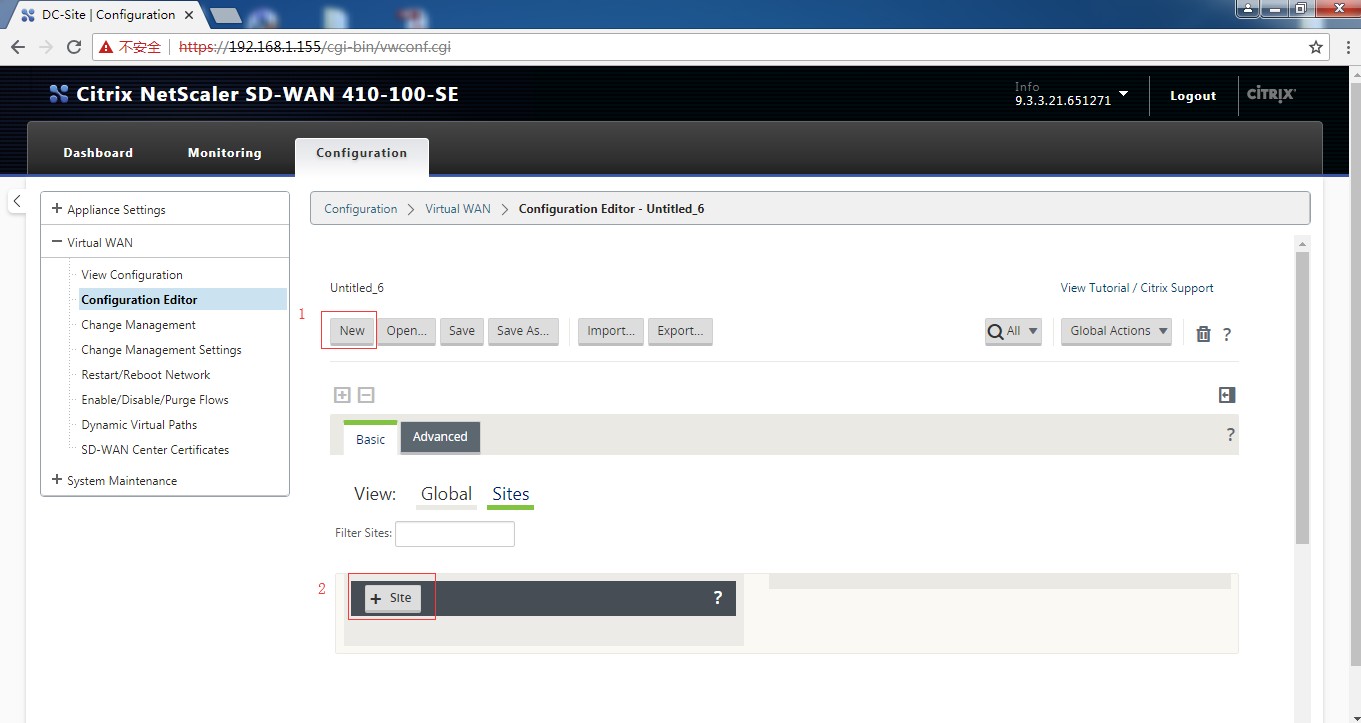 DC-Site | Configuration
不安全 https://192.168.1.155/cgi-bin/vwconf.cgi
Citrix NetScaler SD-WAN 410-100-SE
Info
9.3.3.21.651271
Logout
CITRIX
Dashboard Monitoring Configuration
+ Appliance Settings
− Virtual WAN
View Configuration
Configuration Editor
Change Management
Change Management Settings
Restart/Reboot Network
Enable/Disable/Purge Flows
Dynamic Virtual Paths
SD-WAN Center Certificates
+ System Maintenance
Configuration > Virtual WAN > Configuration Editor - Untitled_6
Untitled_6
View Tutorial / Citrix Support
1
New Open... Save Save As... Import... Export... All Global Actions ?
Basic Advanced ?
View: Global Sites
Filter Sites:
2
+ Site ?